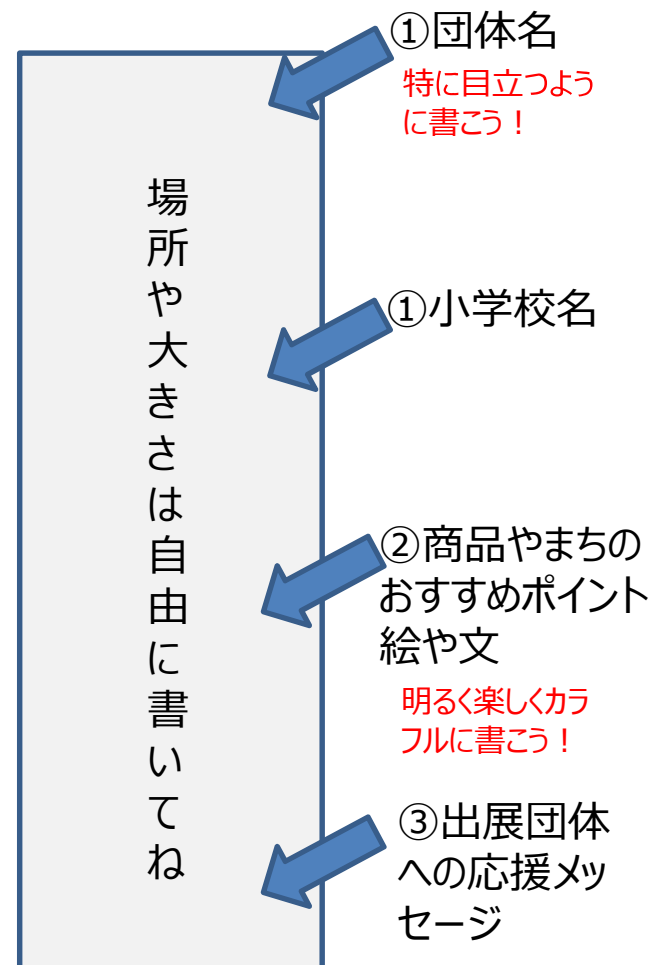 ①団体名
特に目立つよう
に書こう！
場所や大きさは自由に書いてね
①小学校名
②商品やまちの
おすすめポイント
絵や文
明るく楽しくカラ
フルに書こう！
③出展団体
への応援メッ
セージ